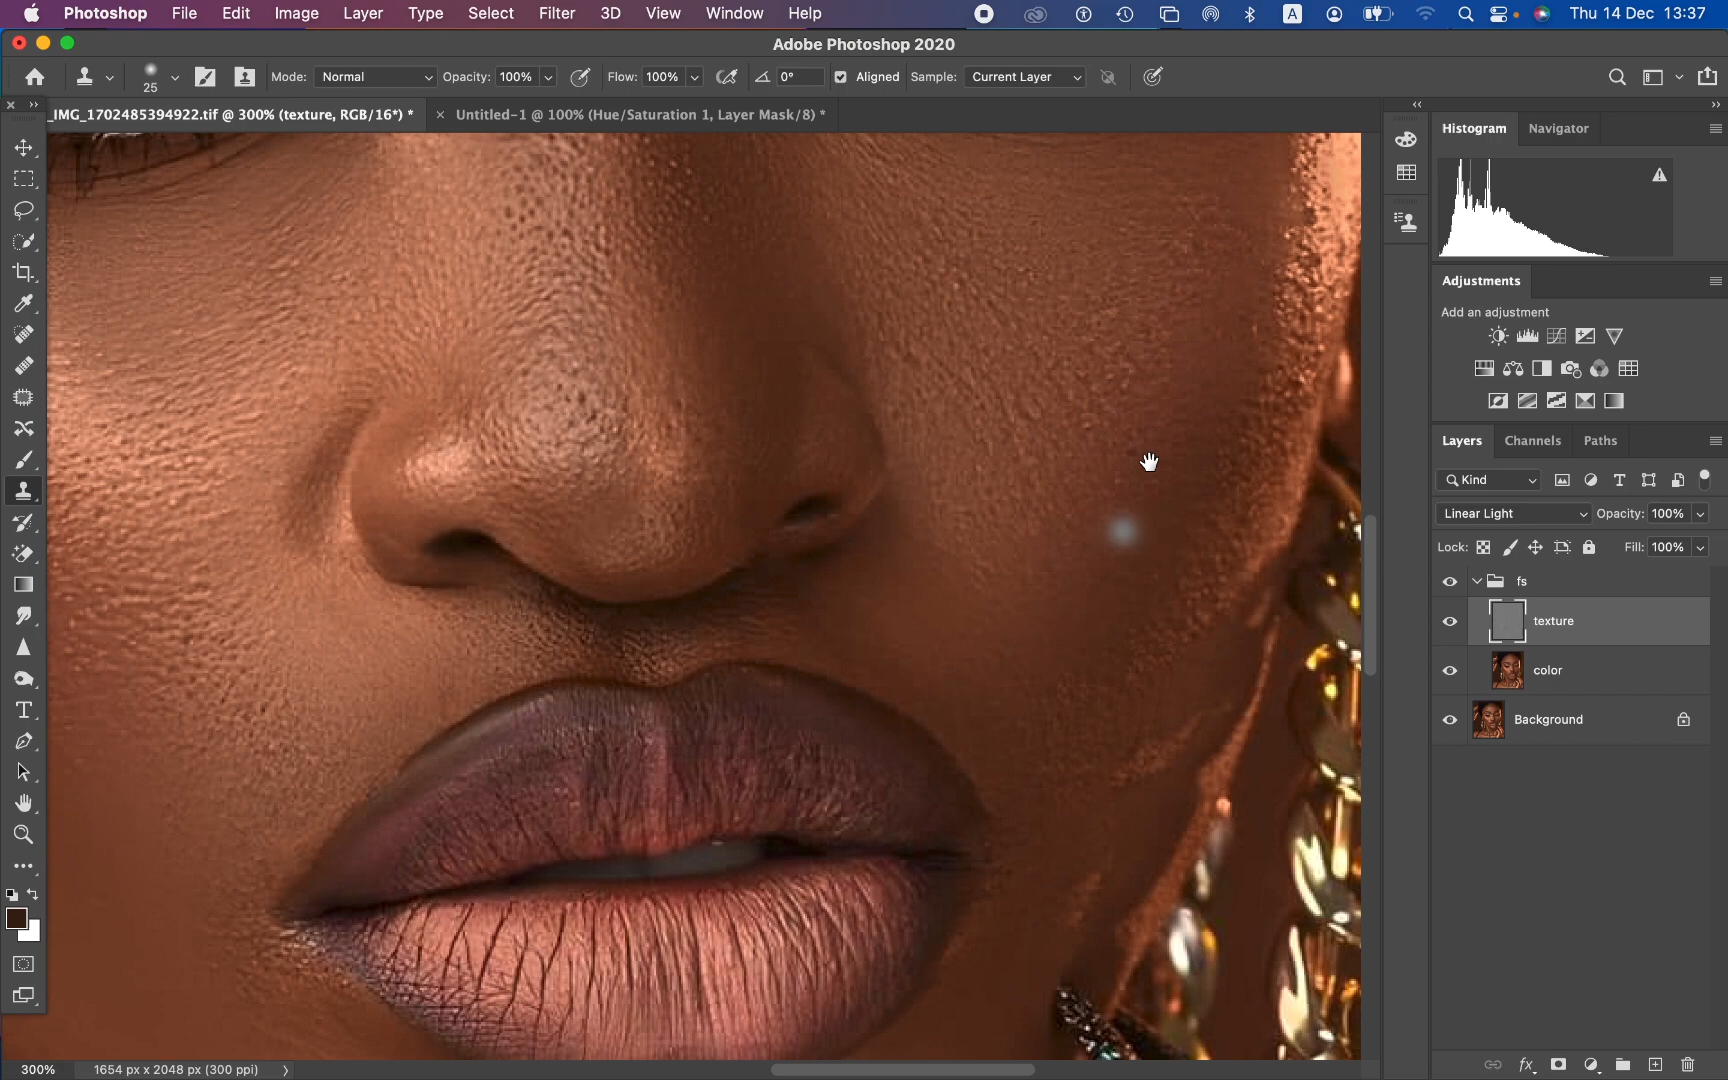 Photoshop File Edit Image Layer Type Select Filter 3D View Window Help A Thu 14 Dec 13:37
Adobe Photoshop 2020
25 Mode: Normal Opacity: 100% Flow: 100% 0° Aligned Sample: Current Layer
_IMG_1702485394922.tif @ 300% (texture, RGB/16*) * × Untitled-1 @ 100% (Hue/Saturation 1, Layer Mask/8) *
Histogram Navigator
Adjustments
Add an adjustment
Layers Channels Paths
Kind
Linear Light Opacity: 100%
Lock: Fill: 100%
fs
texture
color
Background
300% 1654 px x 2048 px (300 ppi)